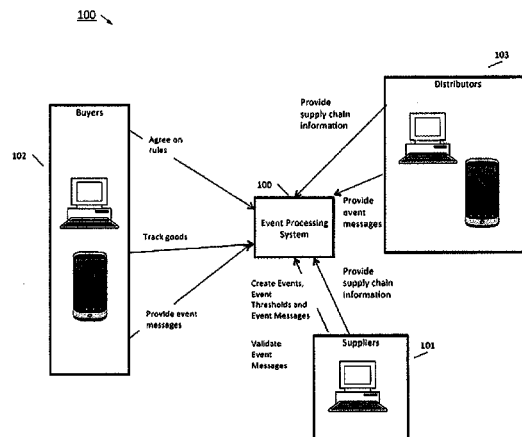 100
103
Distributors
Buyers
Provide
supply chain
information
102
Agree on
rules
100
Event Processing
System
Provide
event
messages
Track goods
Provide
supply chain
information
Create Events,
Event
Thresholds and
Event Messages
Provide event
messages
Validate
Event
Messages
Suppliers
101